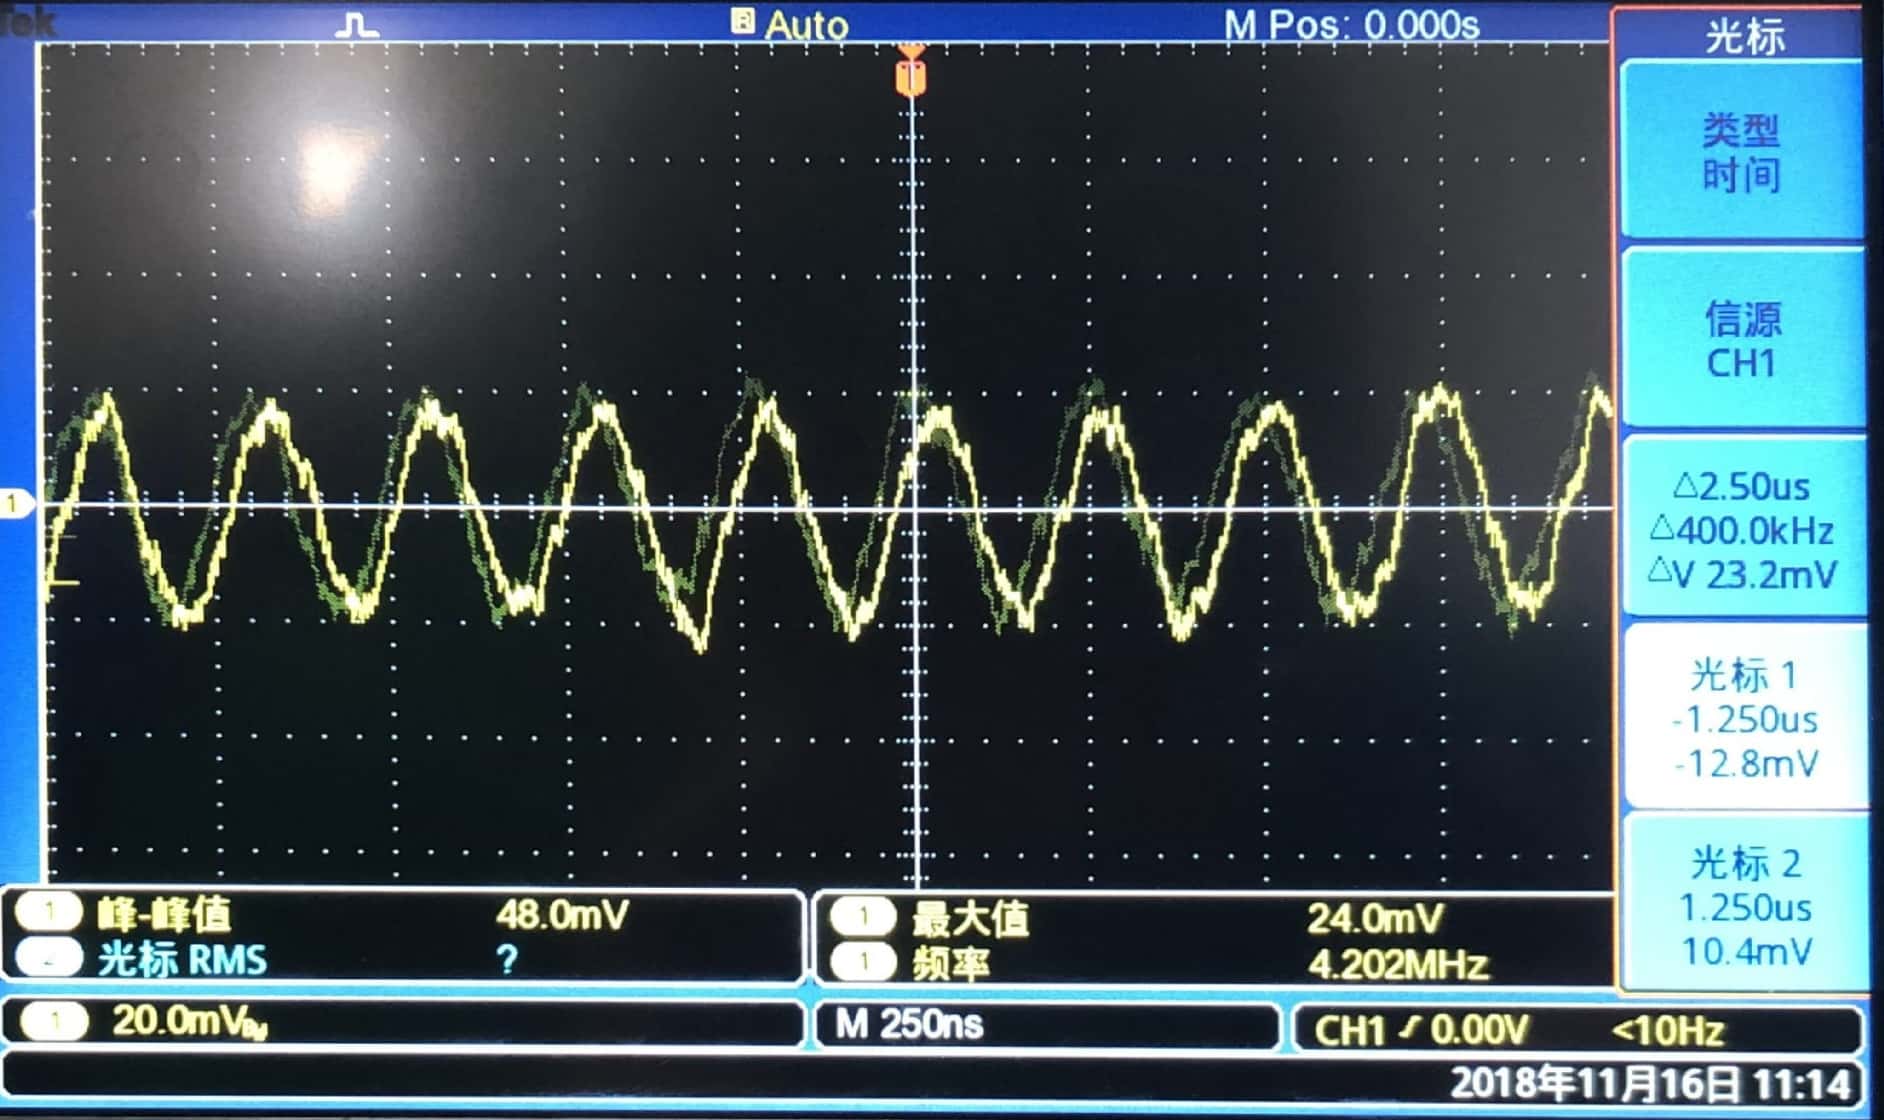 Tek
R Auto
M Pos: 0.000s
T
光标
类型
时间
信源
CH1
△2.50us
△400.0kHz
△V 23.2mV
光标 1
-1.250us
-12.8mV
光标 2
1.250us
10.4mV
1
1 峰-峰值 48.0mV
2 光标 RMS ?
1 最大值 24.0mV
1 频率 4.202MHz
1 20.0mVBW
M 250ns
CH1 0.00V <10Hz
2018年11月16日 11:14